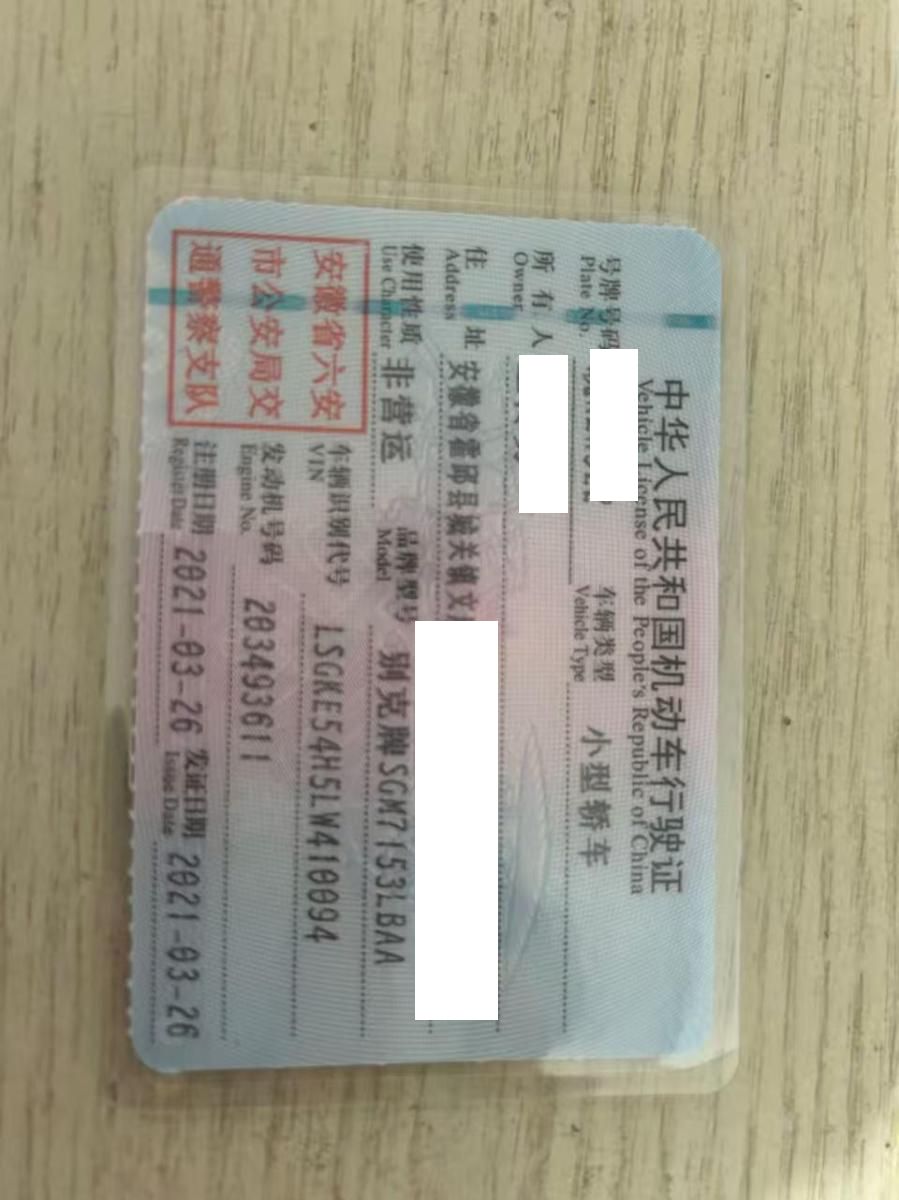 中华人民共和国机动车行驶证
Vehicle License of the People's Republic of China
号牌号码 车辆类型 小型轿车
Plate No. Vehicle Type
所有人
Owner
住址 安徽省霍邱县城关镇文
Address
使用性质 非营运 品牌型号 别克牌SGM7153LBAA
Use Character Model
安徽省六安
市公安局交
通警察支队
车辆识别代号 LSGKE54H5LW410094
VIN
发动机号码 203493611
Engine No.
注册日期 2021-03-26 发证日期 2021-03-26
Register Date Issue Date